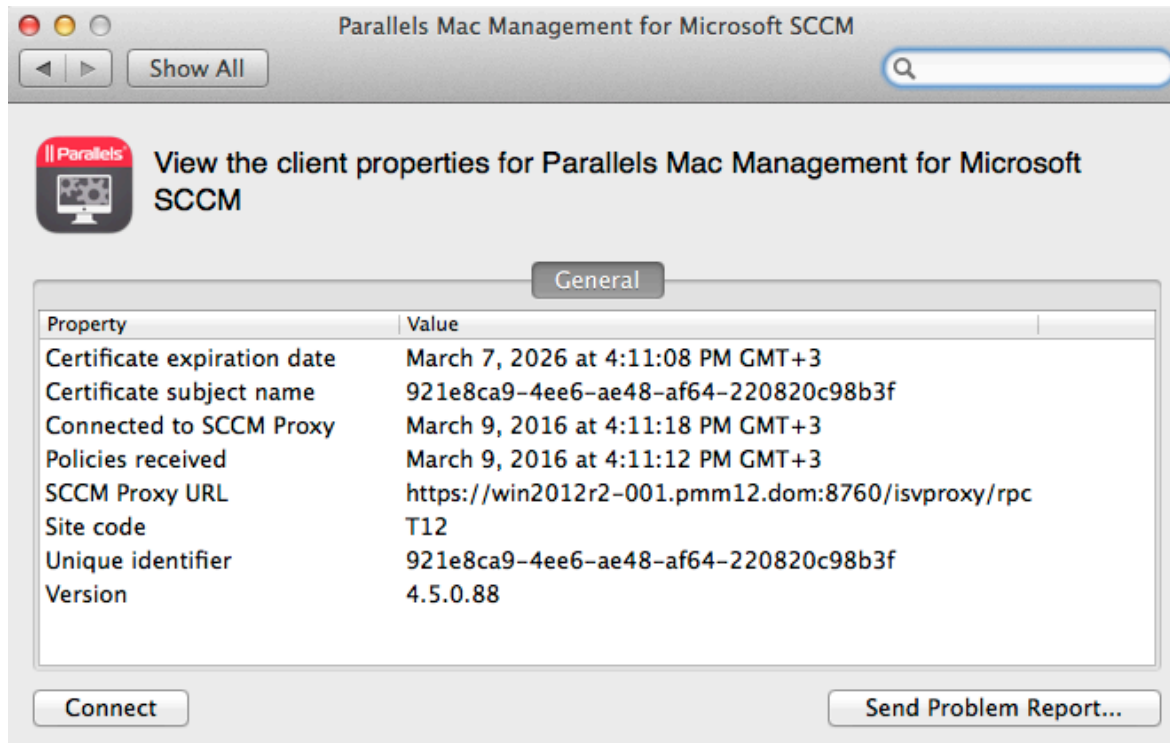 Parallels Mac Management for Microsoft SCCM
Show All
|| Parallels
View the client properties for Parallels Mac Management for Microsoft
SCCM
General
Property Value
Certificate expiration date March 7, 2026 at 4:11:08 PM GMT+3
Certificate subject name 921e8ca9-4ee6-ae48-af64-220820c98b3f
Connected to SCCM Proxy March 9, 2016 at 4:11:18 PM GMT+3
Policies received March 9, 2016 at 4:11:12 PM GMT+3
SCCM Proxy URL https://win2012r2-001.pmm12.dom:8760/isvproxy/rpc
Site code T12
Unique identifier 921e8ca9-4ee6-ae48-af64-220820c98b3f
Version 4.5.0.88
Connect Send Problem Report...